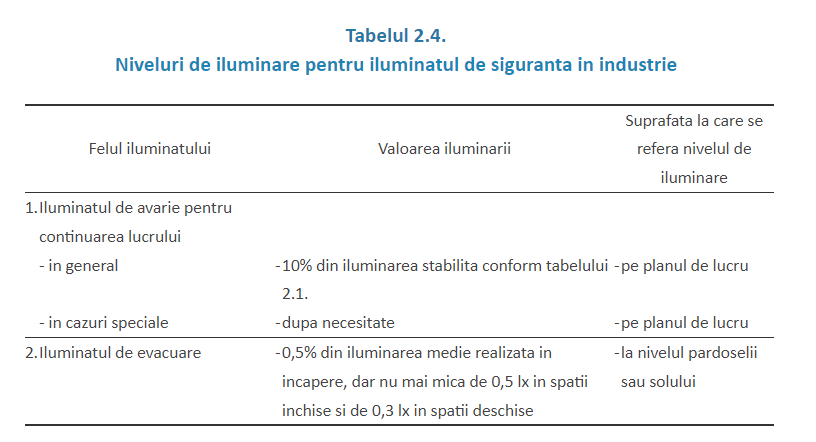 Tabelul 2.4.
Niveluri de iluminare pentru iluminatul de siguranta in industrie
Suprafata la care se
Felul iluminatului Valoarea iluminarii refera nivelul de
iluminare
1. Iluminatul de avarie pentru
continuarea lucrului
- in general - 10% din iluminarea stabilita conform tabelului - pe planul de lucru
2.1.
- in cazuri speciale - dupa necesitate - pe planul de lucru
2. Iluminatul de evacuare - 0,5% din iluminarea medie realizata in - la nivelul pardoselii
incapere, dar nu mai mica de 0,5 lx in spatii sau solului
inchise si de 0,3 lx in spatii deschise